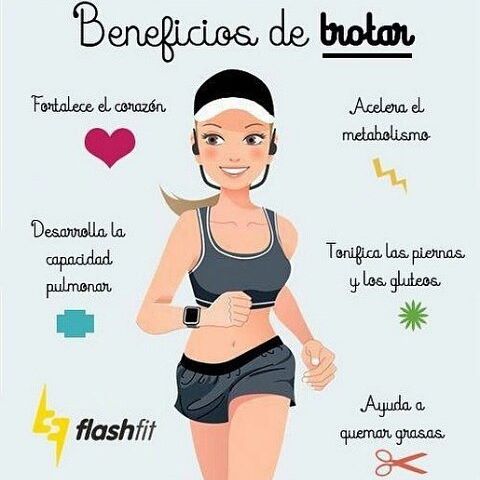 Beneficios de trotar
Fortalece el corazón
Acelera el
metabolismo
Desarrolla la
capacidad
pulmonar
Tonifica las piernas
y los gluteos
flashfit
Ayuda a
quemar grasas